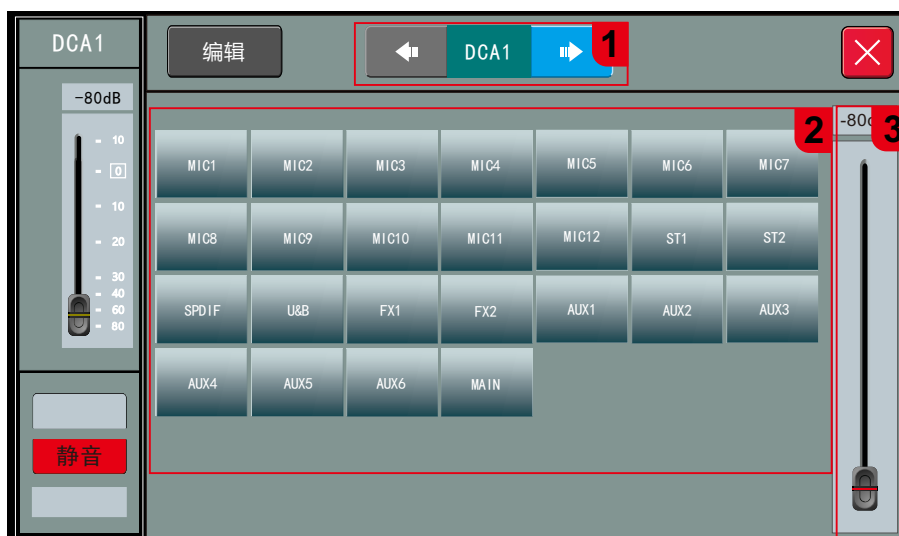 DCA1
编辑
DCA1
1
-80dB
10
0
10
20
30
40
60
80
静音
2
MIC1 MIC2 MIC3 MIC4 MIC5 MIC6 MIC7
MIC8 MIC9 MIC10 MIC11 MIC12 ST1 ST2
SPDIF U&B FX1 FX2 AUX1 AUX2 AUX3
AUX4 AUX5 AUX6 MAIN
3